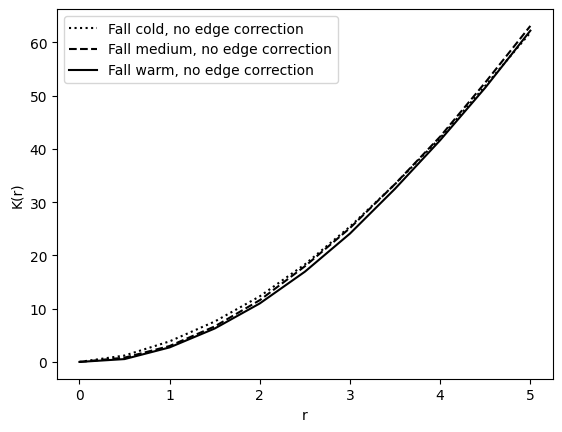 Fall cold, no edge correction
Fall medium, no edge correction
Fall warm, no edge correction
K(r)
60
50
40
30
20
10
0
0 1 2 3 4 5
r